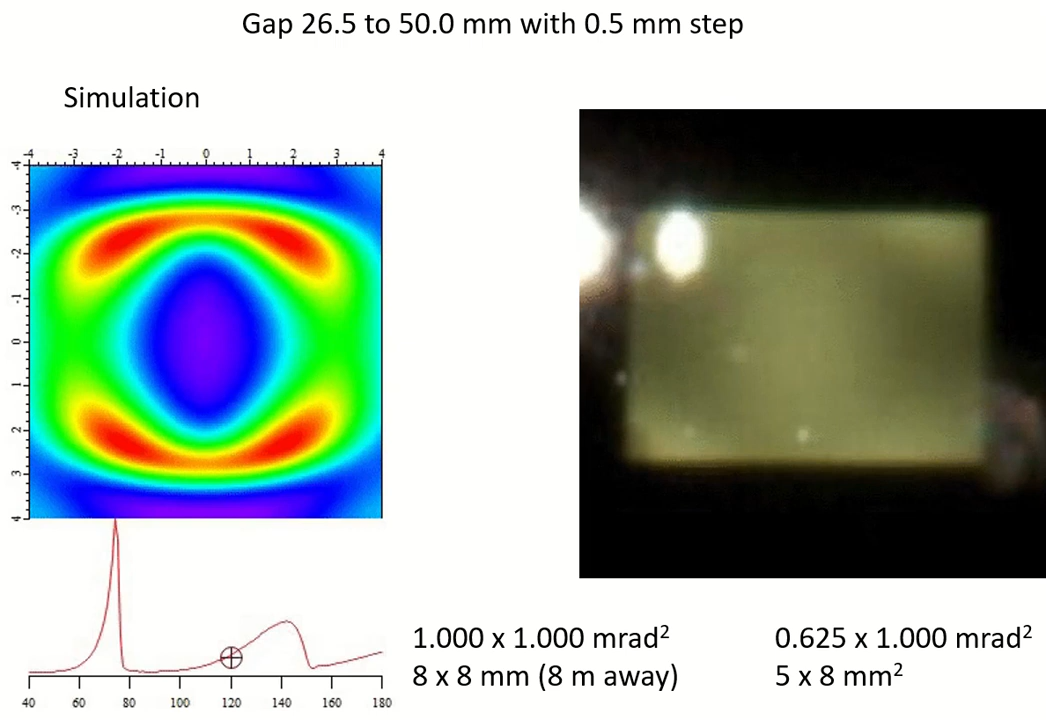 Gap 26.5 to 50.0 mm with 0.5 mm step
Simulation
-4 -3 -2 -1 0 1 2 3 4
-4
-3
-2
-1
0
1
2
3
4
40 60 80 100 120 140 160 180
1.000 x 1.000 mrad²
8 x 8 mm (8 m away)
0.625 x 1.000 mrad²
5 x 8 mm²